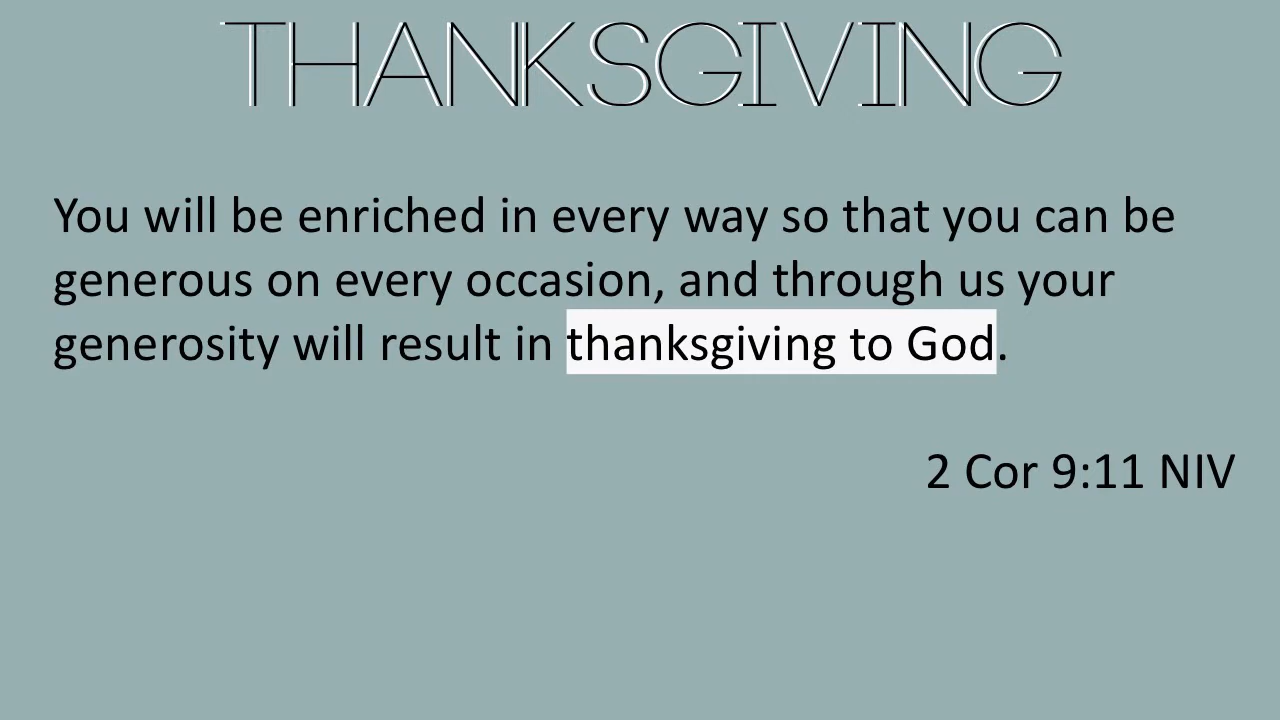 THANKSGIVING
You will be enriched in every way so that you can be
generous on every occasion, and through us your
generosity will result in thanksgiving to God.
2 Cor 9:11 NIV